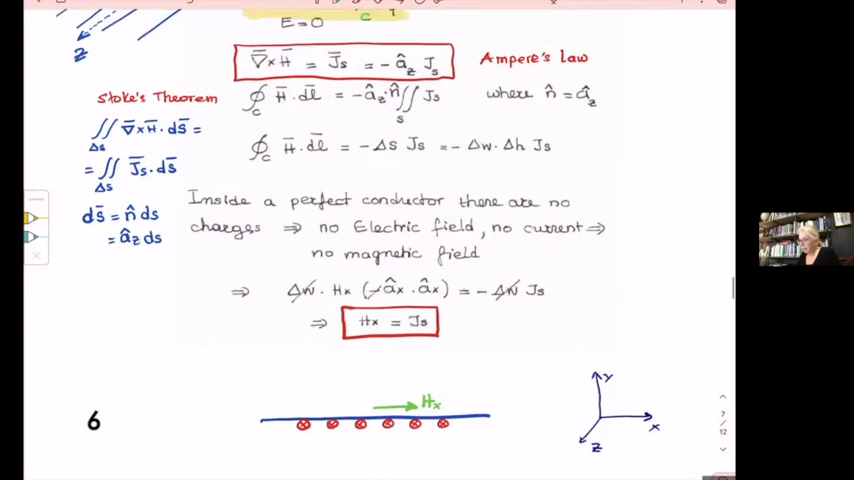 C
E = 0
Z
∇̄×H̄ = J̄s = -âz Js
Ampere's law
Stoke's Theorem
∮c H̄·dl̄ = -âz·n̂ ∬s Js
where n̂ = âz
∬Δs ∇̄×H̄·ds̄ =
∮c H̄·dl̄ = -Δs Js = -Δw·Δh Js
= ∬Δs J̄s·ds̄
Inside a perfect conductor there are no
charges ⇒ no Electric field, no current ⇒
no magnetic field
ds̄ = n̂ ds
= âz ds
⇒ Δw · Hx (-âx · âx) = - Δw Js
⇒ Hx = Js
6
Hx
Y
X
Z
7
/
12